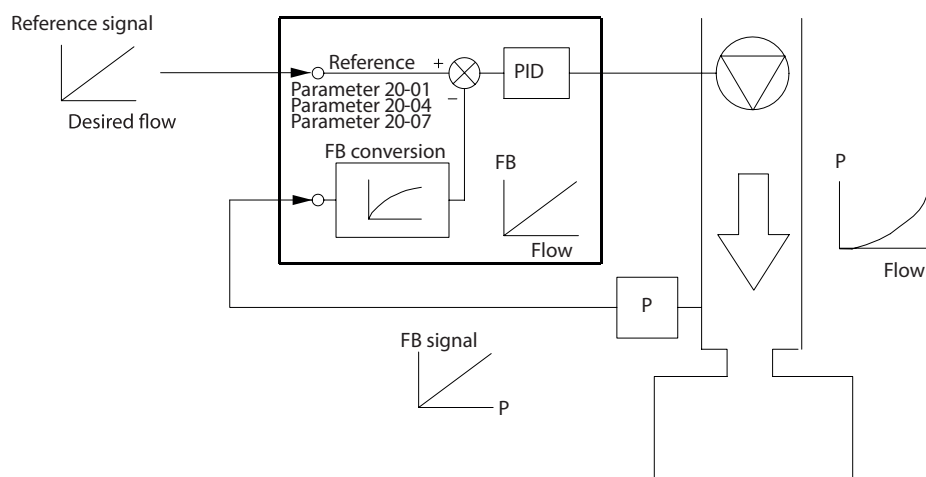 Reference signal
Desired flow
Reference
+
Parameter 20-01
Parameter 20-04
Parameter 20-07
−
PID
FB conversion
FB
Flow
P
FB signal
P
P
Flow